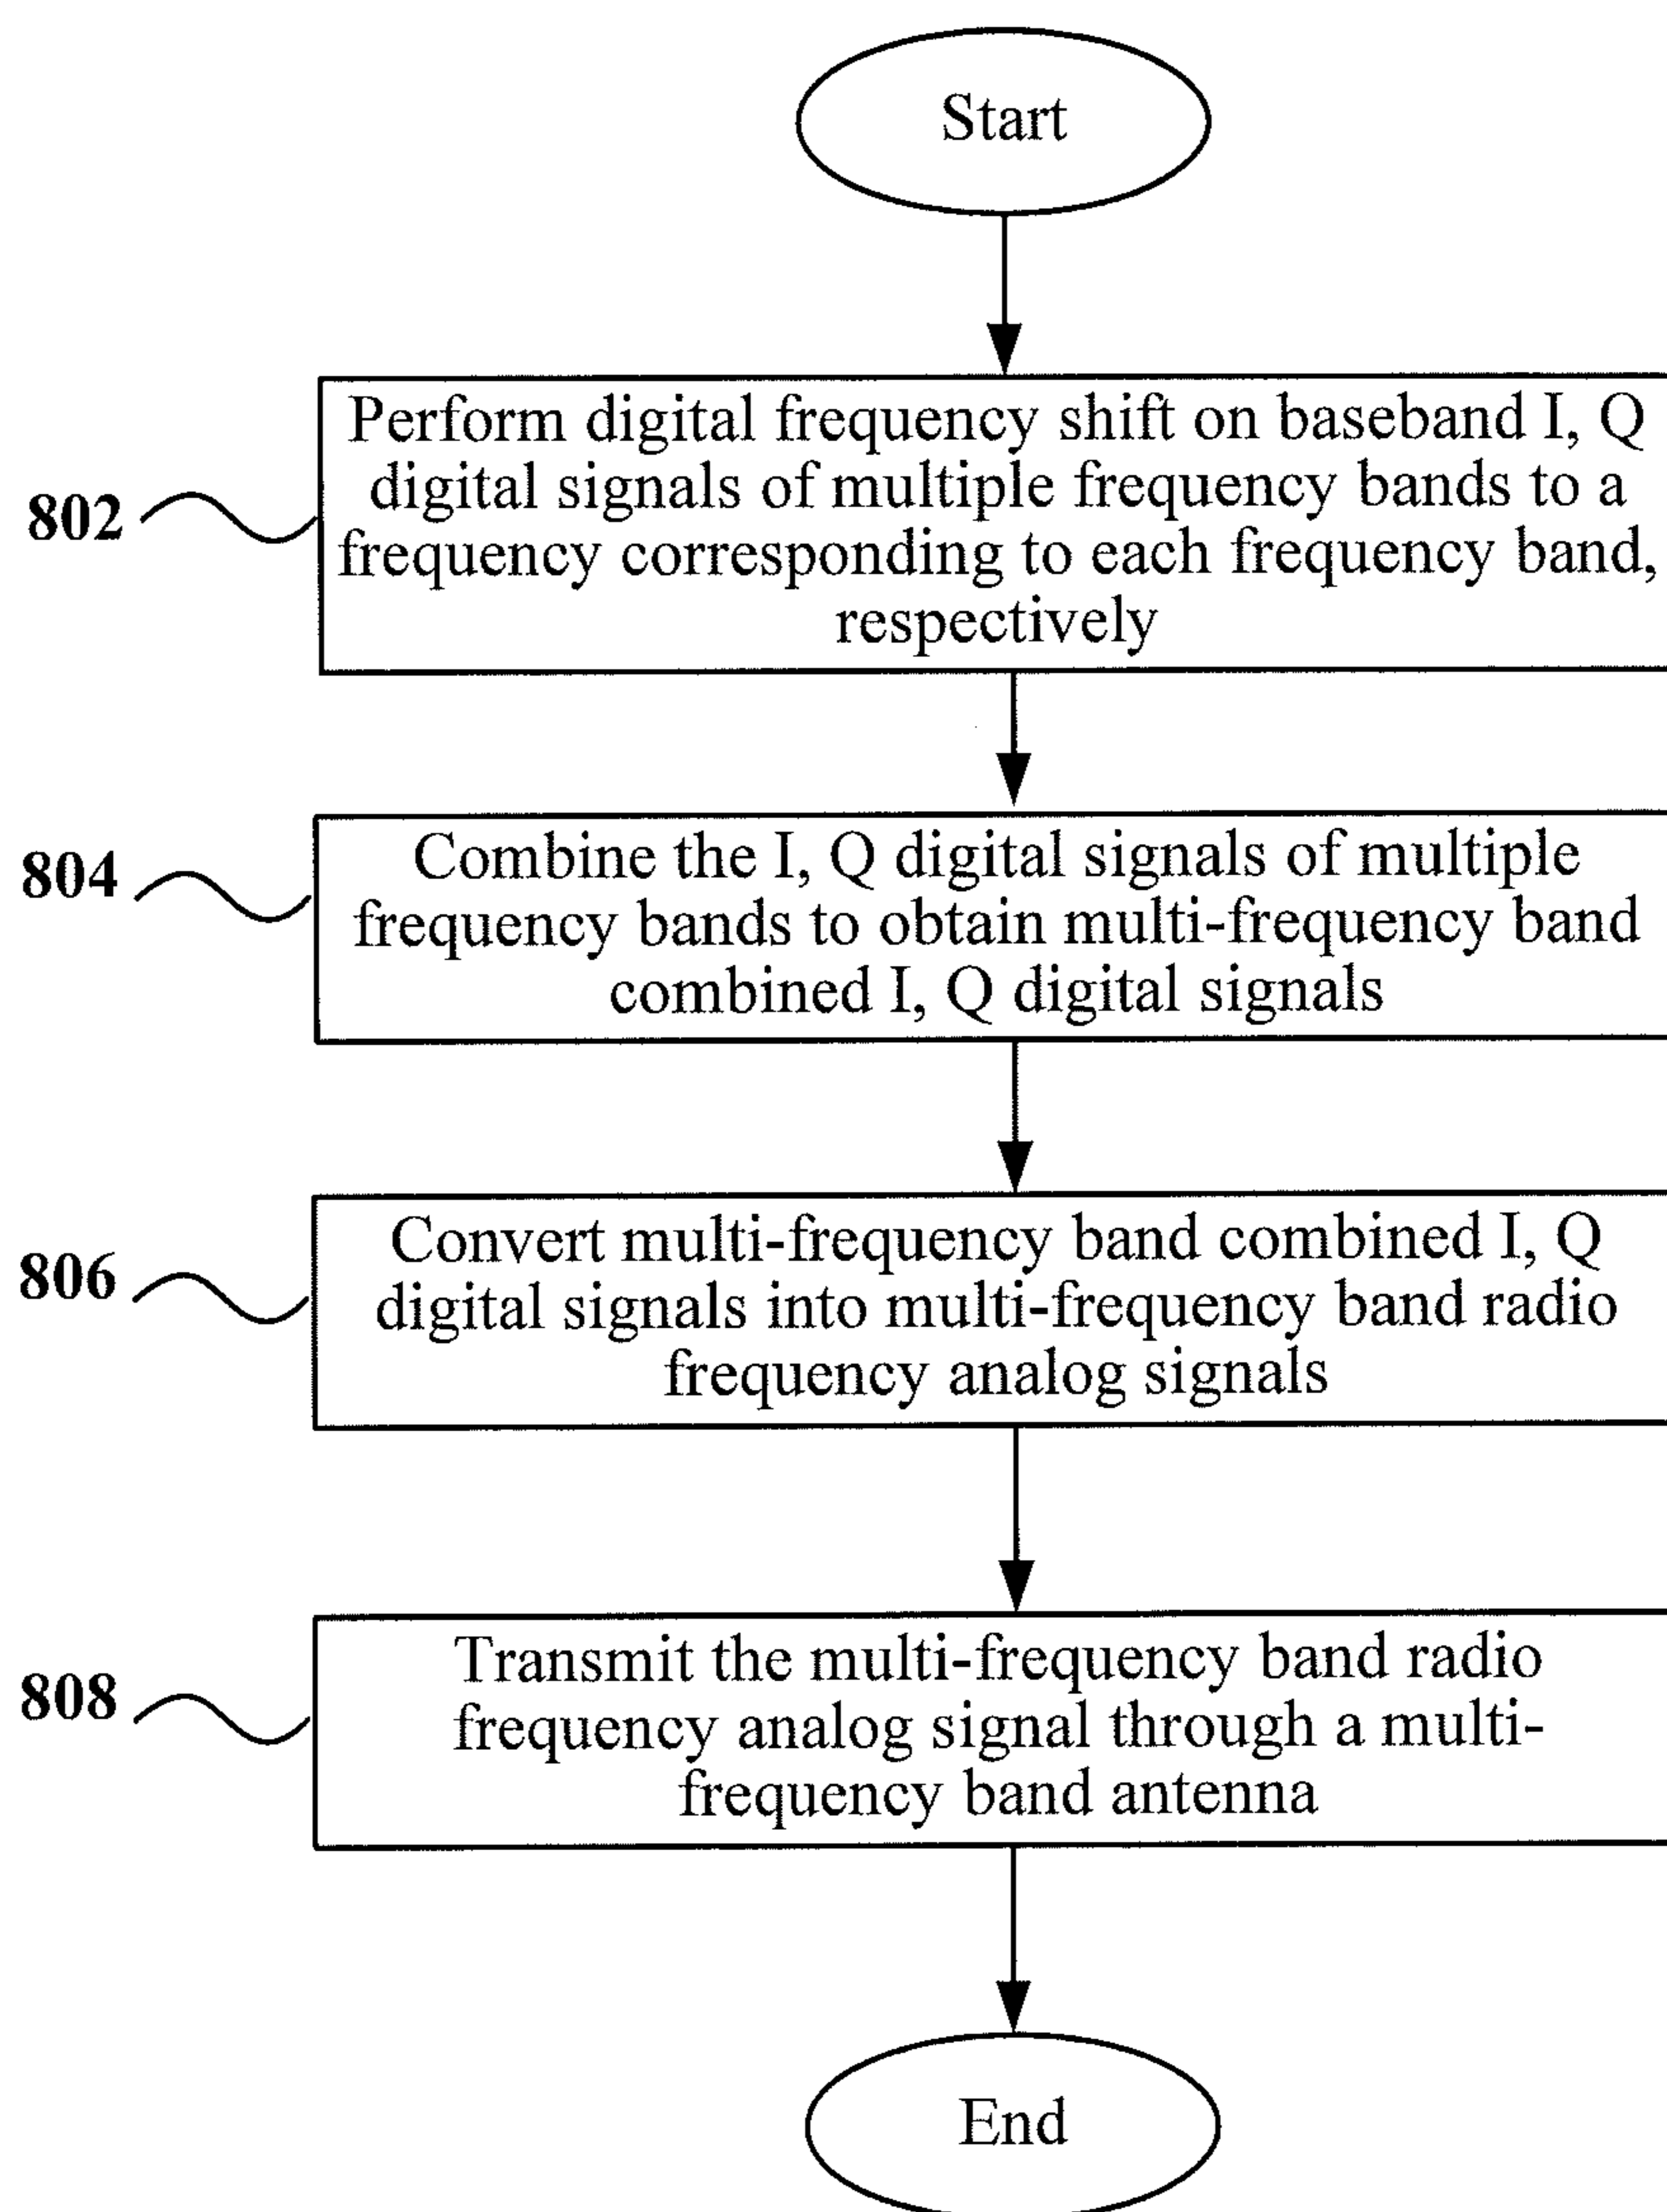 Start
802
Perform digital frequency shift on baseband I, Q
digital signals of multiple frequency bands to a
frequency corresponding to each frequency band,
respectively
804
Combine the I, Q digital signals of multiple
frequency bands to obtain multi-frequency band
combined I, Q digital signals
806
Convert multi-frequency band combined I, Q
digital signals into multi-frequency band radio
frequency analog signals
808
Transmit the multi-frequency band radio
frequency analog signal through a multi-
frequency band antenna
End